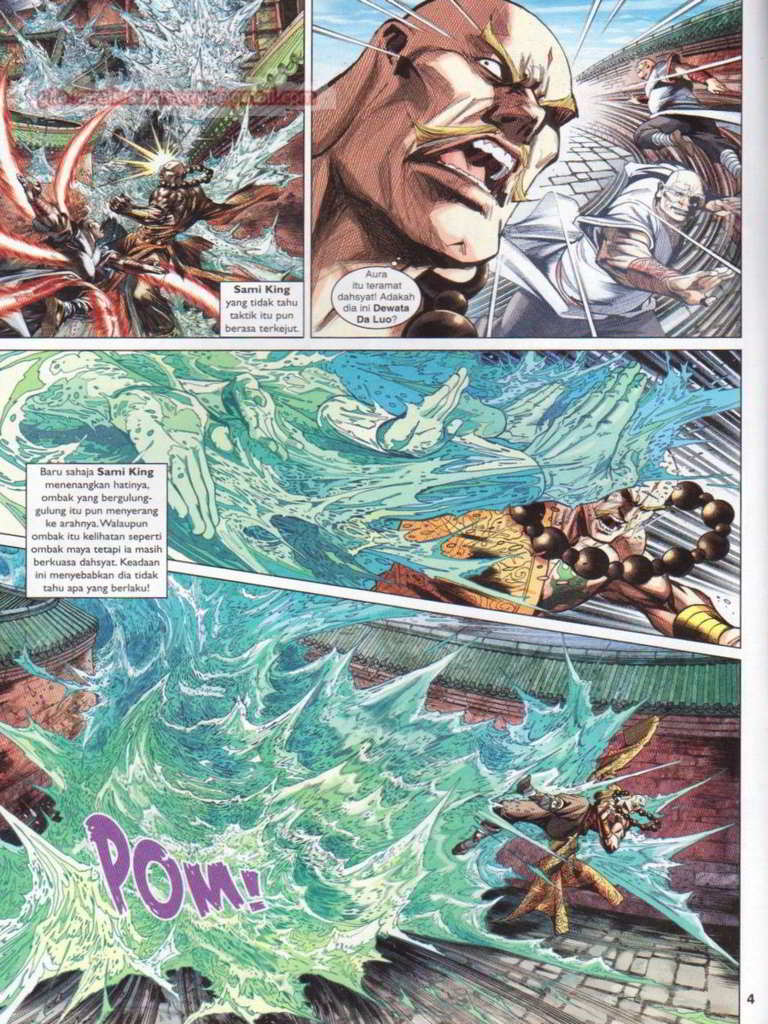 Sami King
yang tidak tahu
taktik itu pun
berasa terkejut.
Aura
itu teramat
dahsyat! Adakah
dia ini Dewata
Da Luo?
Baru sahaja Sami King
menenangkan hatinya,
ombak yang bergulung-
gulung itu pun menyerang
ke arahnya. Walaupun
ombak itu kelihatan seperti
ombak maya tetapi ia masih
berkuasa dahsyat. Keadaan
ini menyebabkan dia tidak
tahu apa yang berlaku!
POM!
4